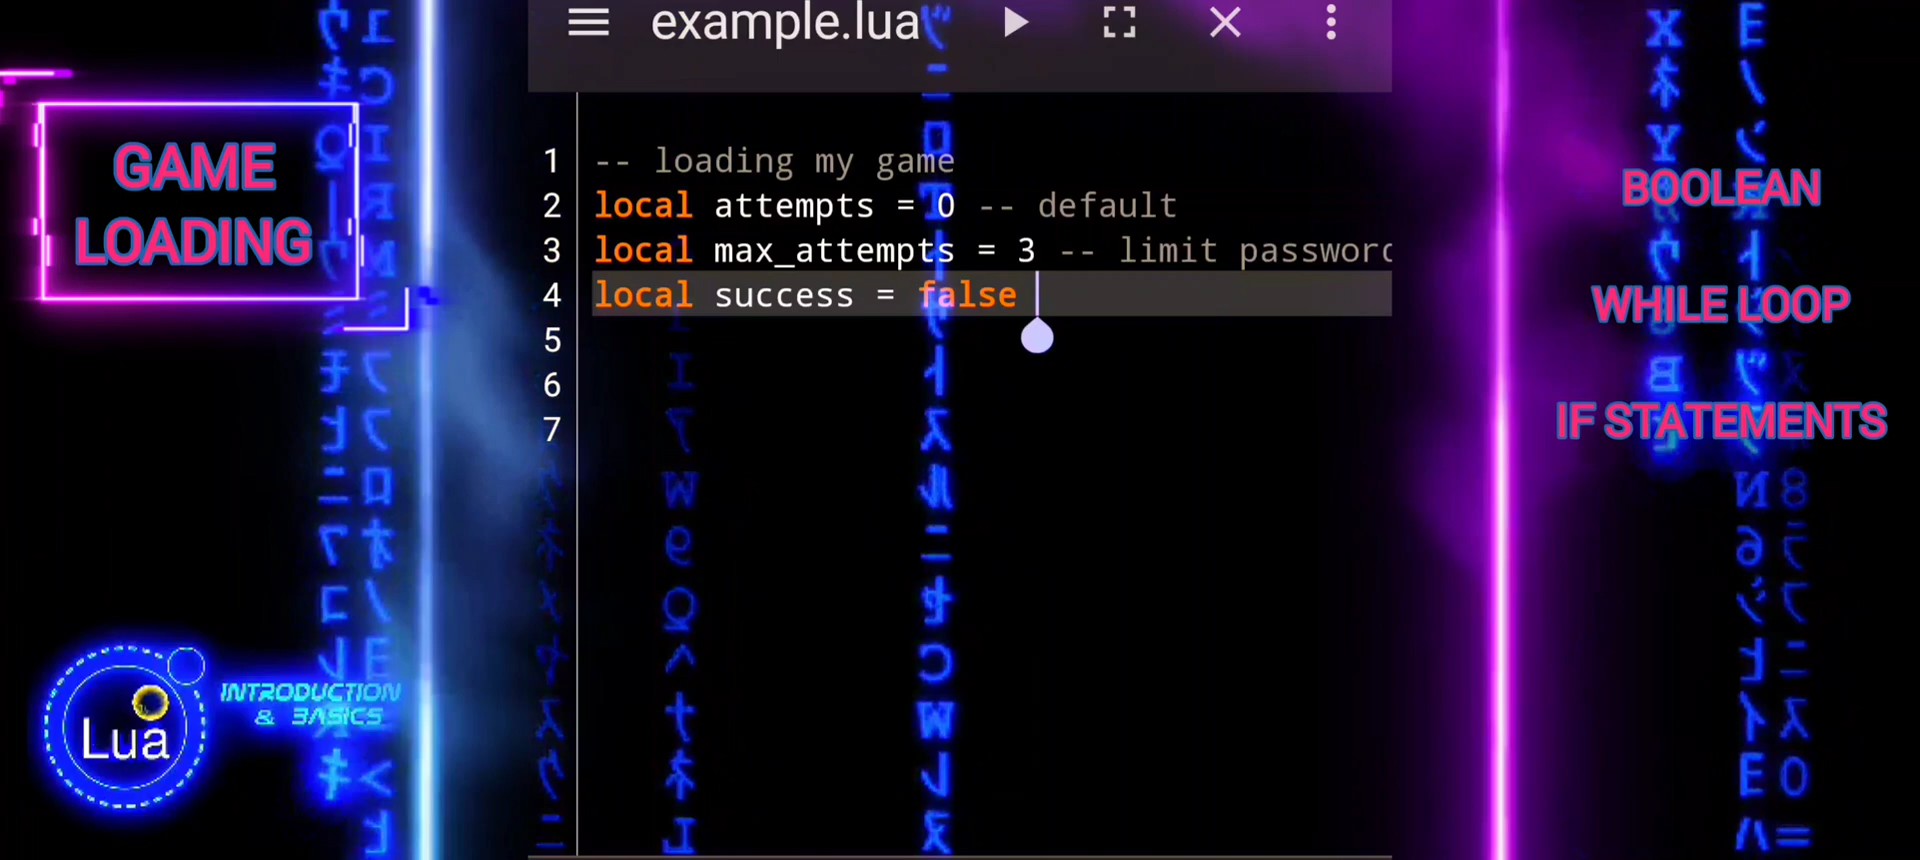 example.lua
GAME
LOADING
1 -- loading my game
2 local attempts = 0 -- default
3 local max_attempts = 3 -- limit password
4 local success = false
5
6
7
BOOLEAN
WHILE LOOP
IF STATEMENTS
Lua
INTRODUCTION
& BASICS